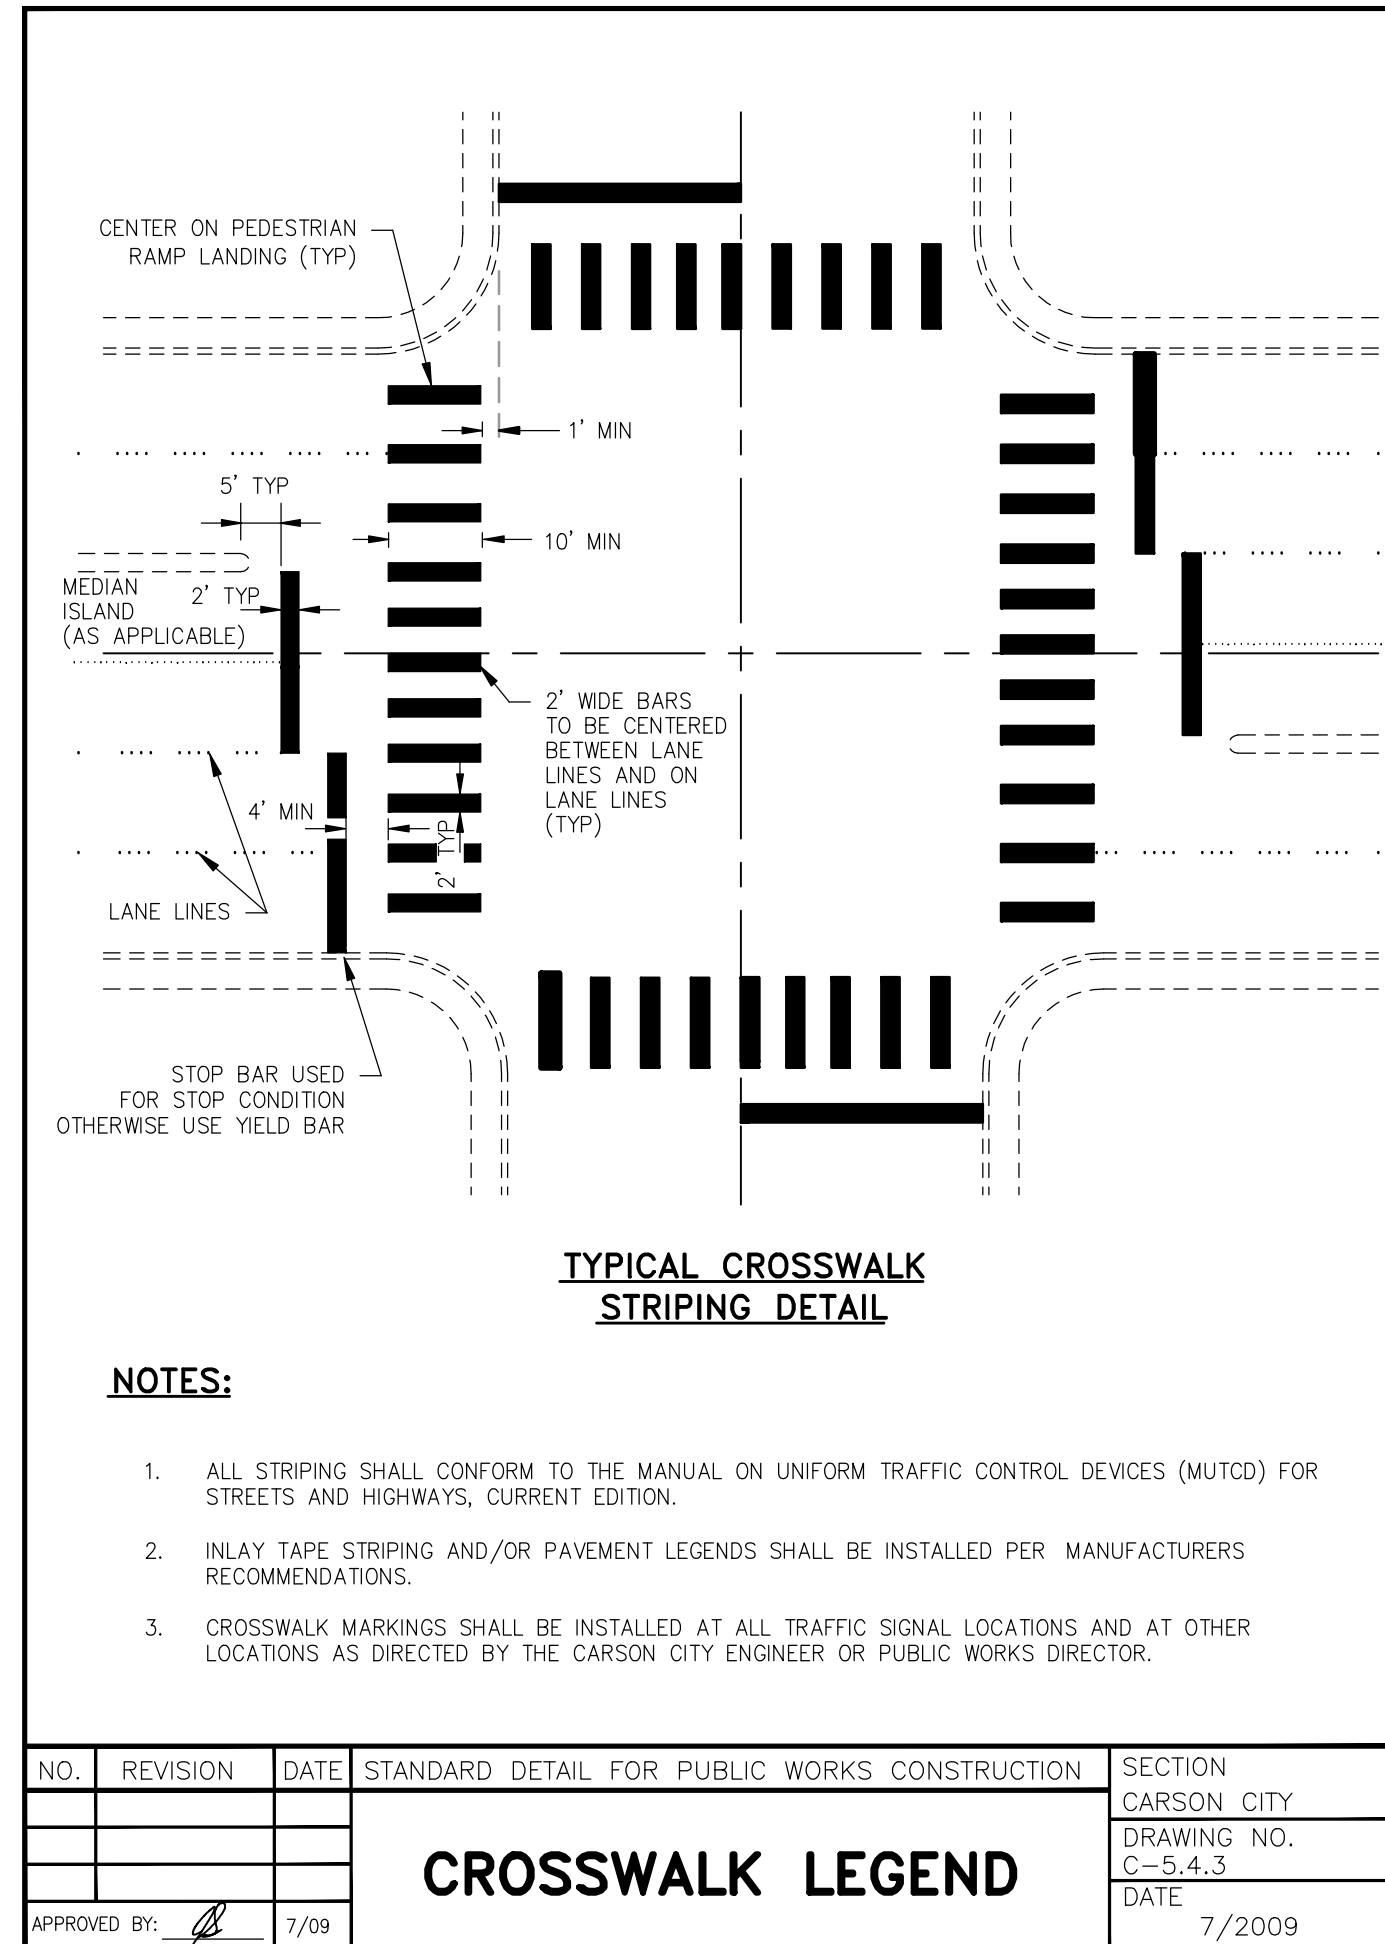 CENTER ON PEDESTRIAN
RAMP LANDING (TYP)
1' MIN
5' TYP
10' MIN
MEDIAN
ISLAND
(AS APPLICABLE)
2' TYP
2' WIDE BARS
TO BE CENTERED
BETWEEN LANE
LINES AND ON
LANE LINES
(TYP)
4' MIN
2' TYP
LANE LINES
STOP BAR USED
FOR STOP CONDITION
OTHERWISE USE YIELD BAR
TYPICAL CROSSWALK
STRIPING DETAIL
NOTES:
1. ALL STRIPING SHALL CONFORM TO THE MANUAL ON UNIFORM TRAFFIC CONTROL DEVICES (MUTCD) FOR
STREETS AND HIGHWAYS, CURRENT EDITION.
2. INLAY TAPE STRIPING AND/OR PAVEMENT LEGENDS SHALL BE INSTALLED PER MANUFACTURERS
RECOMMENDATIONS.
3. CROSSWALK MARKINGS SHALL BE INSTALLED AT ALL TRAFFIC SIGNAL LOCATIONS AND AT OTHER
LOCATIONS AS DIRECTED BY THE CARSON CITY ENGINEER OR PUBLIC WORKS DIRECTOR.
NO. REVISION DATE
APPROVED BY: 7/09
STANDARD DETAIL FOR PUBLIC WORKS CONSTRUCTION
CROSSWALK LEGEND
SECTION
CARSON CITY
DRAWING NO.
C-5.4.3
DATE
7/2009